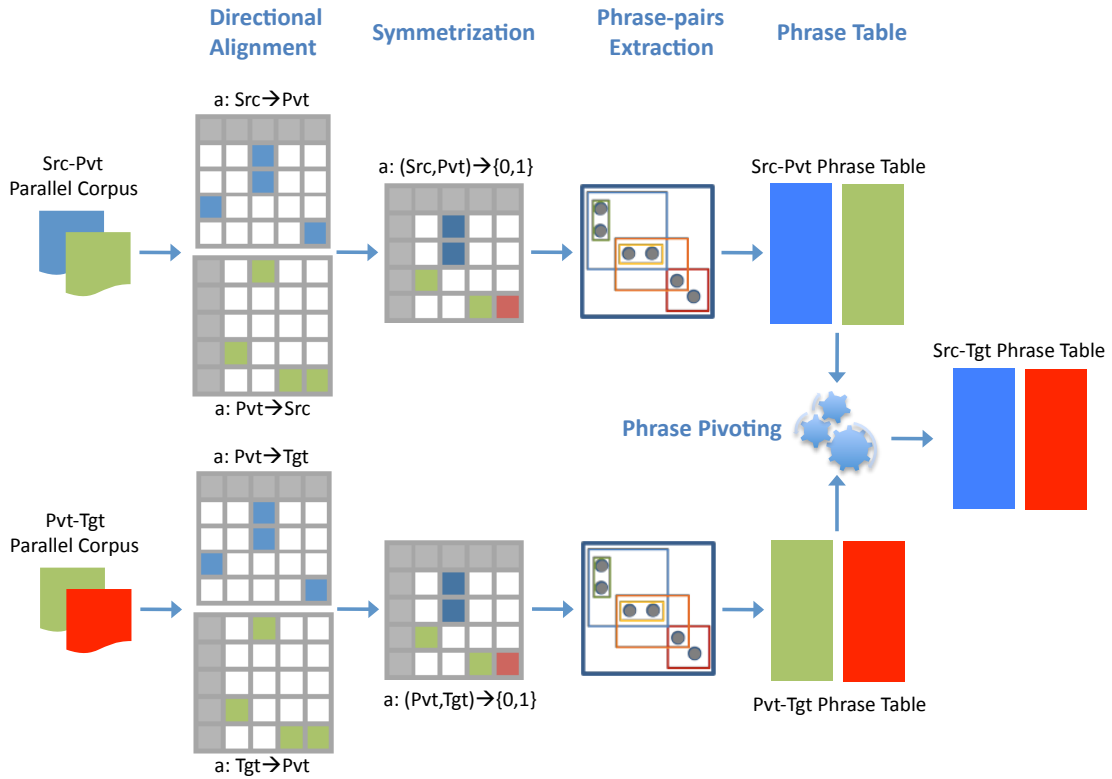 Directional
Alignment
Symmetrization
Phrase-pairs
Extraction
Phrase Table
a: Src→Pvt
Src-Pvt
Parallel Corpus
a: (Src,Pvt)→{0,1}
Src-Pvt Phrase Table
a: Pvt→Src
Src-Tgt Phrase Table
Phrase Pivoting
a: Pvt→Tgt
Pvt-Tgt
Parallel Corpus
a: (Pvt,Tgt)→{0,1}
Pvt-Tgt Phrase Table
a: Tgt→Pvt